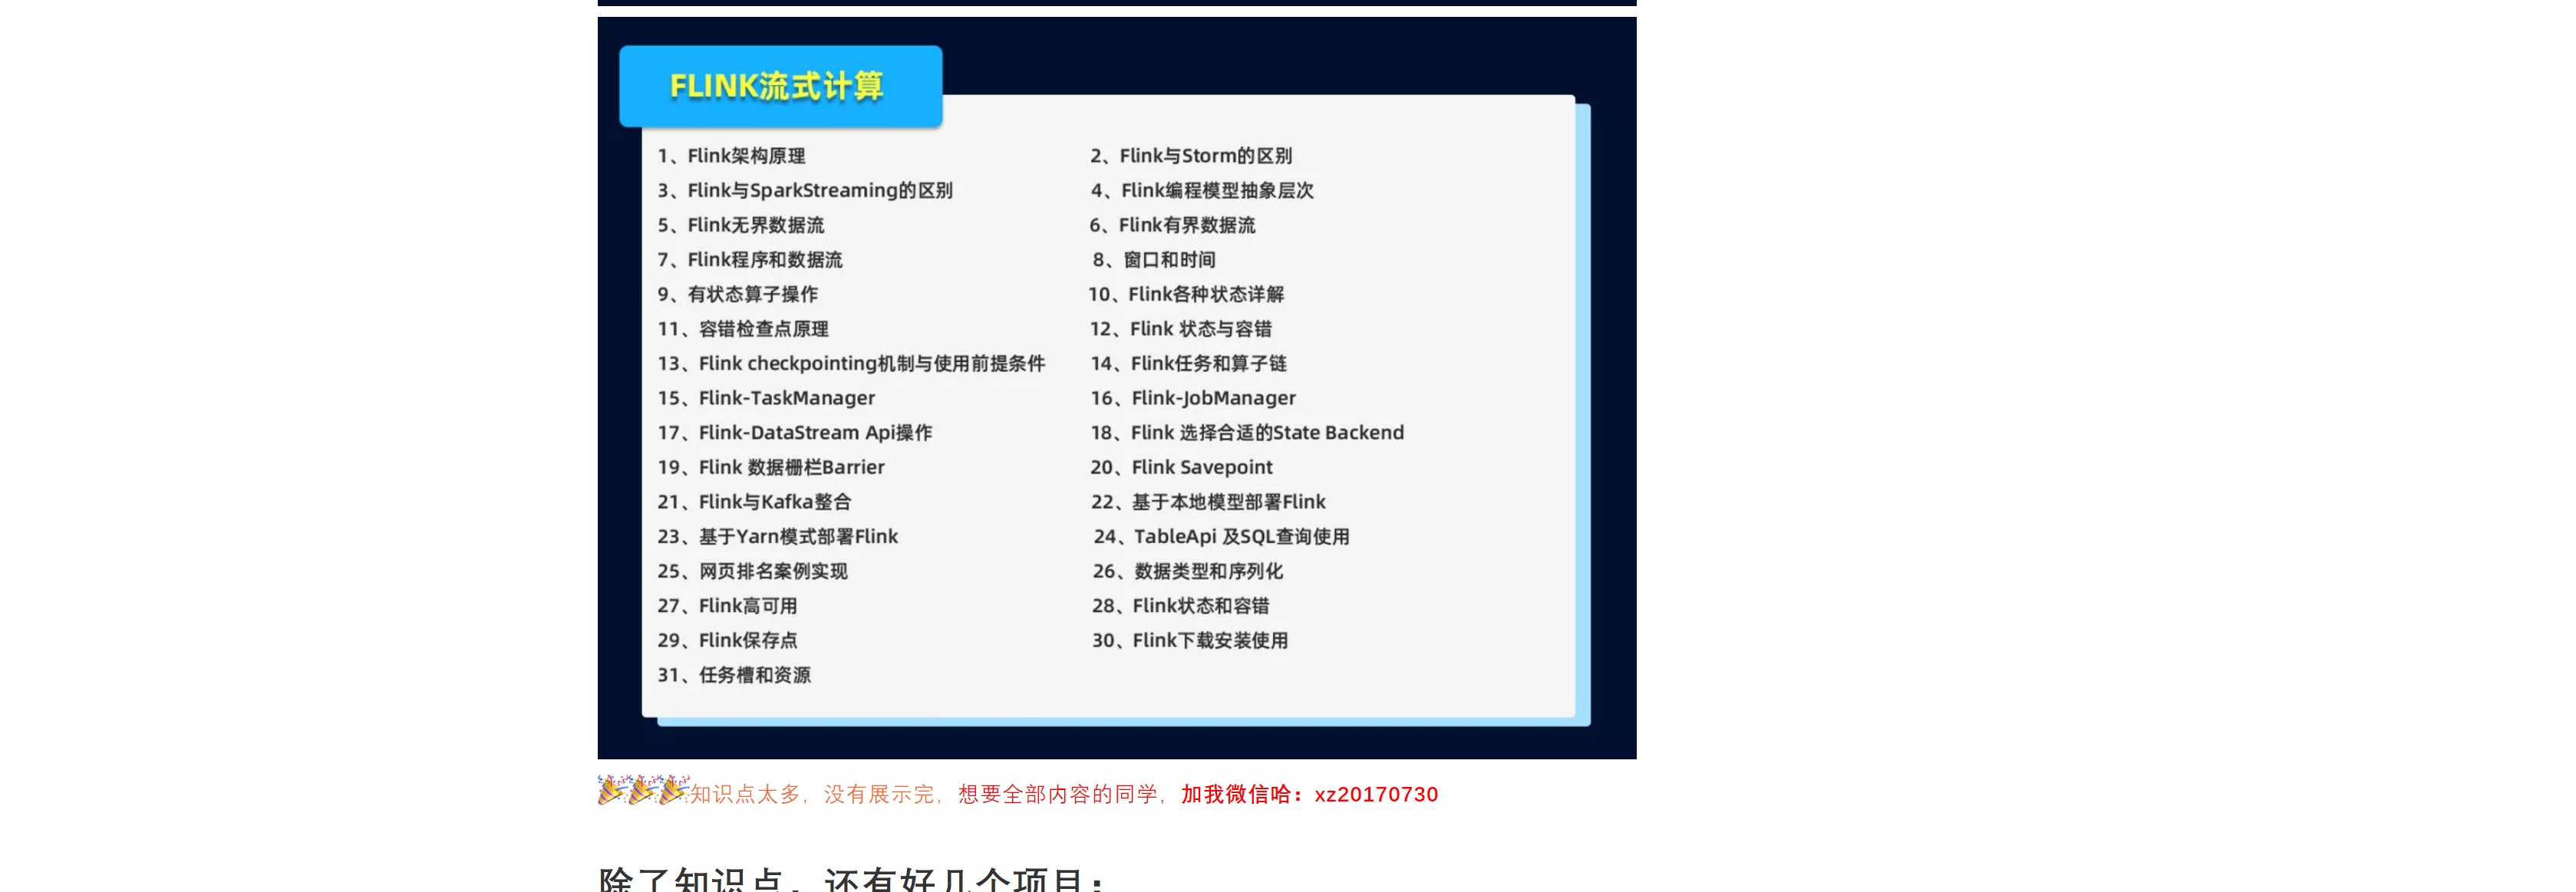 FLINK流式计算
1、Flink架构原理
2、Flink与Storm的区别
3、Flink与SparkStreaming的区别
4、Flink编程模型抽象层次
5、Flink无界数据流
6、Flink有界数据流
7、Flink程序和数据流
8、窗口和时间
9、有状态算子操作
10、Flink各种状态详解
11、容错检查点原理
12、Flink 状态与容错
13、Flink checkpointing机制与使用前提条件
14、Flink任务和算子链
15、Flink-TaskManager
16、Flink-JobManager
17、Flink-DataStream Api操作
18、Flink 选择合适的State Backend
19、Flink 数据栅栏Barrier
20、Flink Savepoint
21、Flink与Kafka整合
22、基于本地模型部署Flink
23、基于Yarn模式部署Flink
24、TableApi 及SQL查询使用
25、网页排名案例实现
26、数据类型和序列化
27、Flink高可用
28、Flink状态和容错
29、Flink保存点
30、Flink下载安装使用
31、任务槽和资源
知识点太多，没有展示完，想要全部内容的同学，加我微信哈：xz20170730
除了知识点，还有好几个项目：